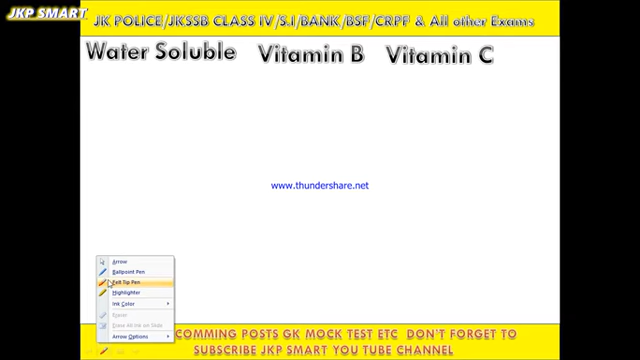 JKP SMART
JK POLICE/JKSSB CLASS IV/S.I/BANK/BSF/CRPF & All other Exams
Water Soluble Vitamin B Vitamin C
www.thundershare.net
Arrow
Ballpoint Pen
Felt Tip Pen
Highlighter
Ink Color
Eraser
Erase All Ink on Slide
Arrow Options
COMMING POSTS GK MOCK TEST ETC DON'T FORGET TO
SUBSCRIBE JKP SMART YOU TUBE CHANNEL